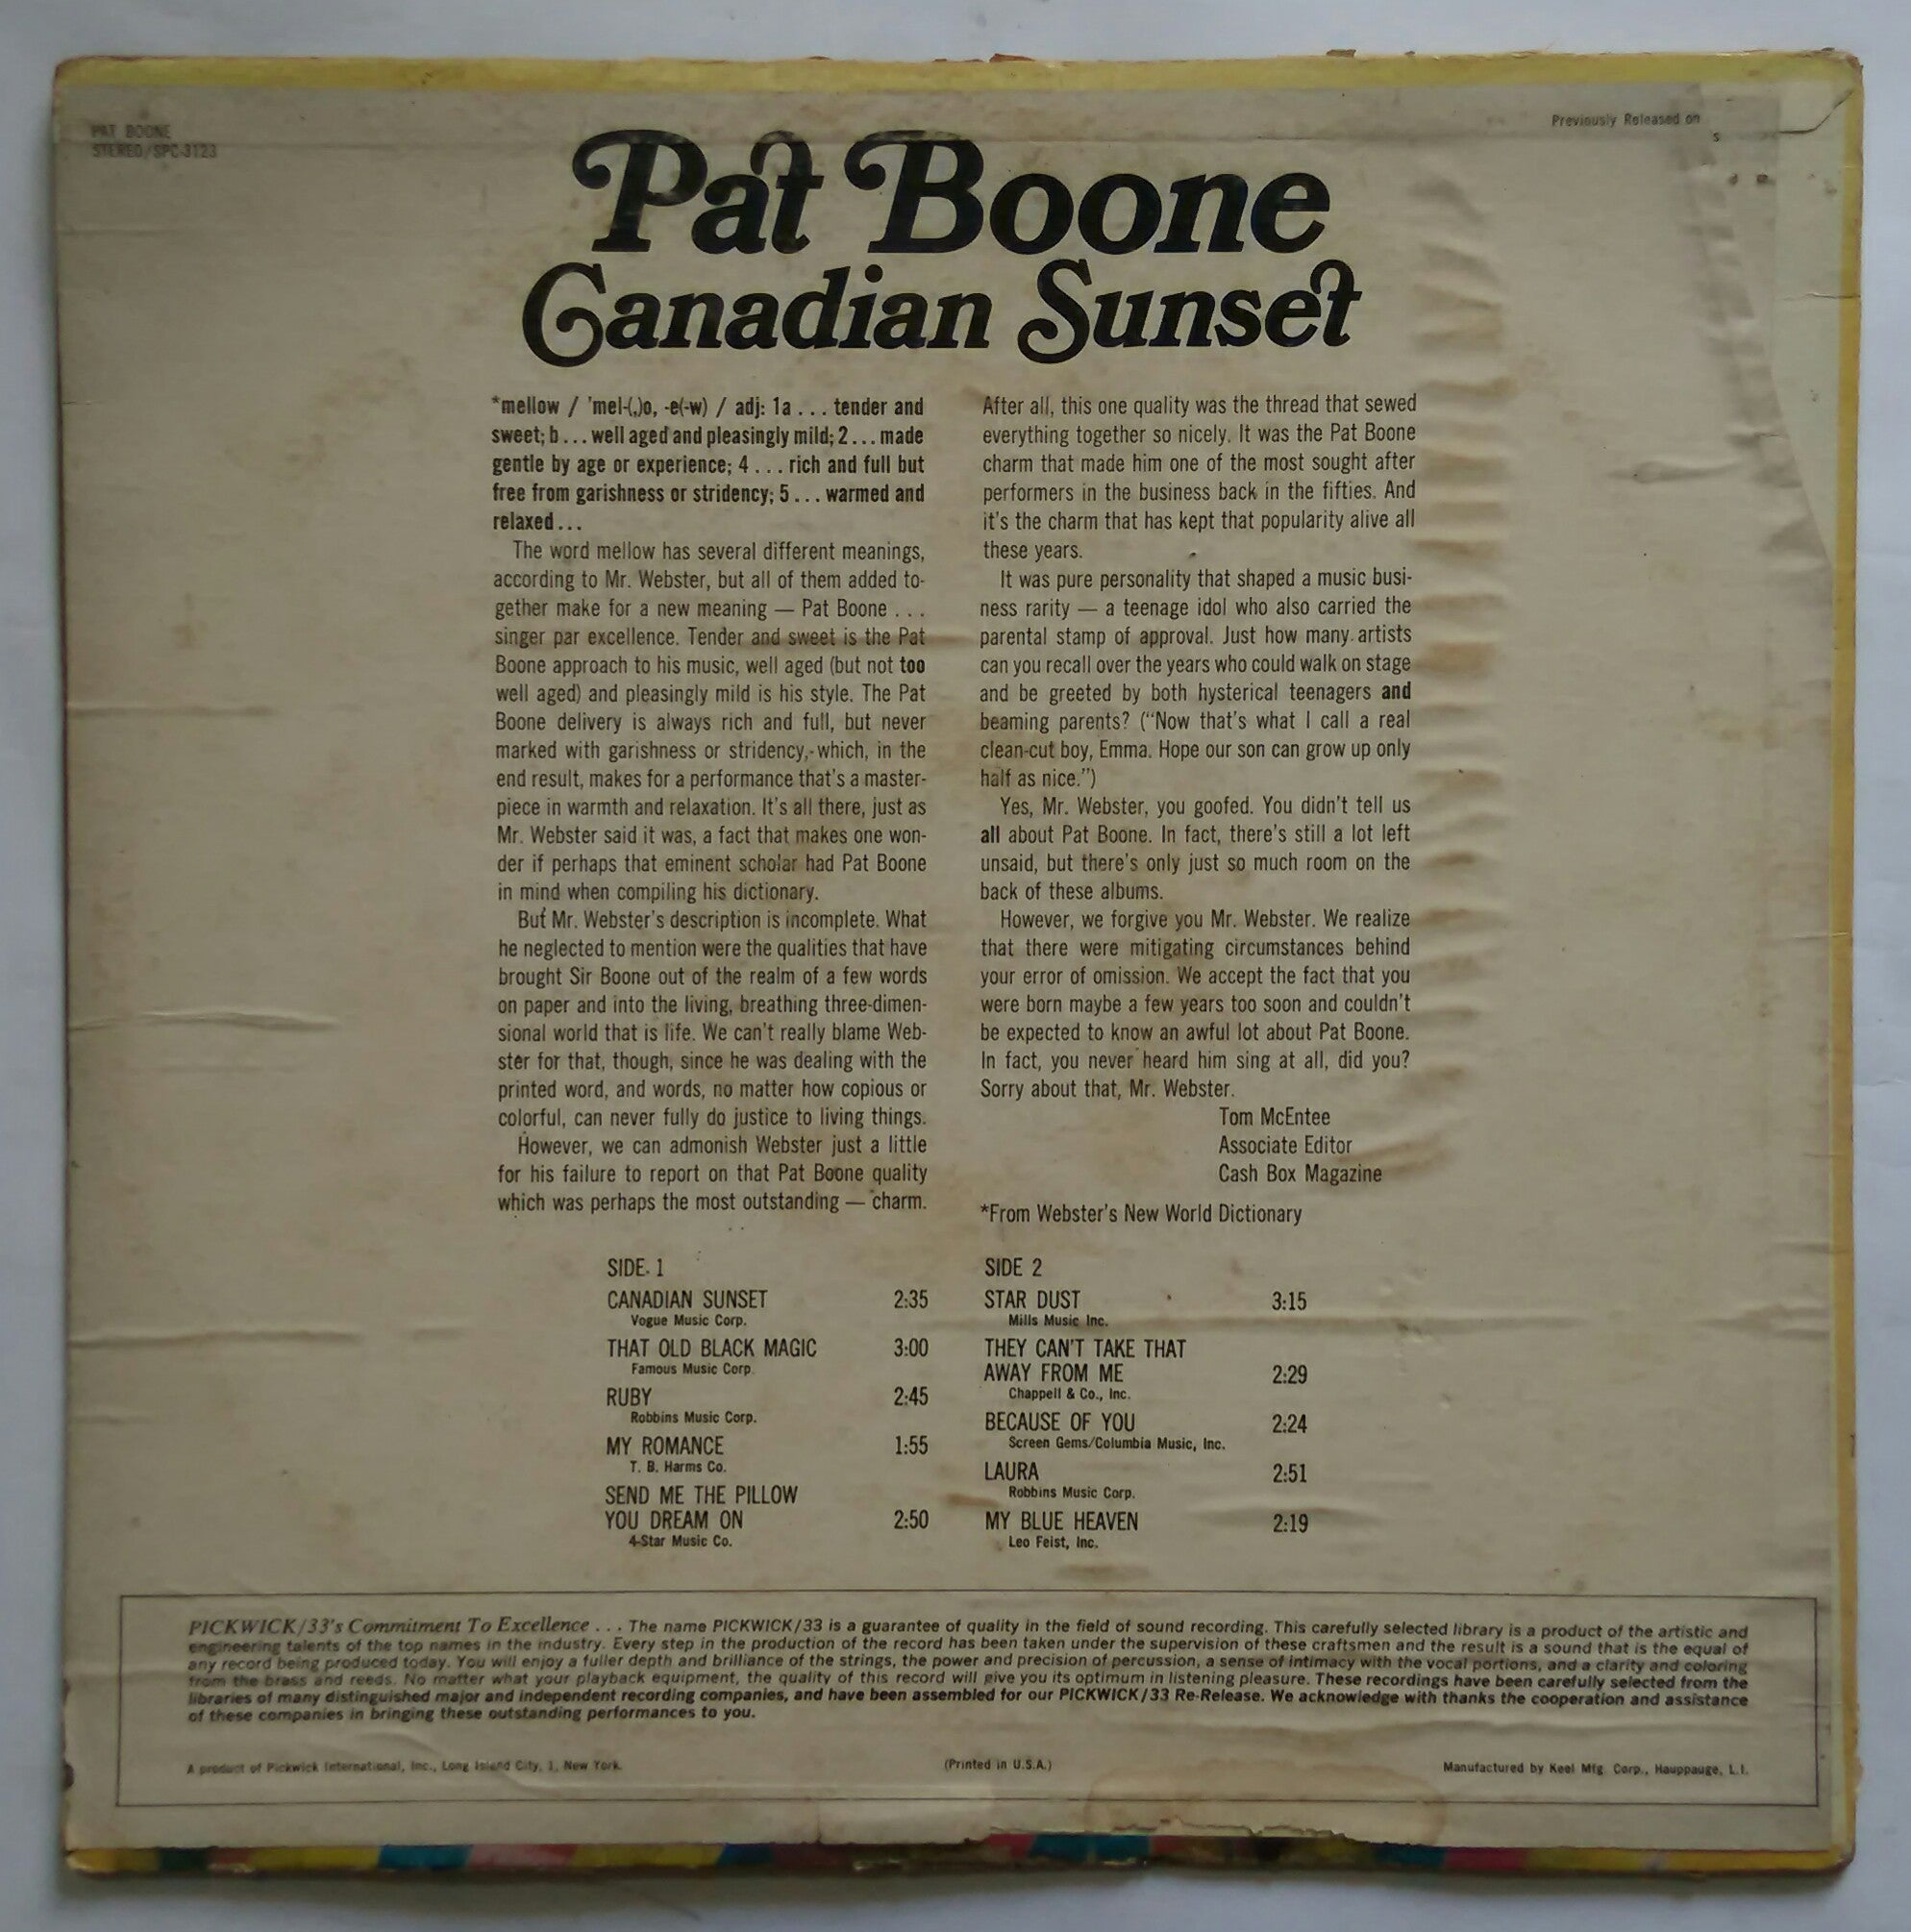 PAT BOONE
STEREO/SPC-3123
Previously Released on
s
Pat Boone
Canadian Sunset
*mellow / 'mel-(,)o, -e(-w) / adj: 1a . . . tender and
sweet; b . . . well aged and pleasingly mild; 2 . . . made
gentle by age or experience; 4 . . . rich and full but
free from garishness or stridency; 5 . . . warmed and
relaxed . . .
The word mellow has several different meanings,
according to Mr. Webster, but all of them added to-
gether make for a new meaning — Pat Boone . . .
singer par excellence. Tender and sweet is the Pat
Boone approach to his music, well aged (but not too
well aged) and pleasingly mild is his style. The Pat
Boone delivery is always rich and full, but never
marked with garishness or stridency, which, in the
end result, makes for a performance that's a master-
piece in warmth and relaxation. It's all there, just as
Mr. Webster said it was, a fact that makes one won-
der if perhaps that eminent scholar had Pat Boone
in mind when compiling his dictionary.
But Mr. Webster's description is incomplete. What
he neglected to mention were the qualities that have
brought Sir Boone out of the realm of a few words
on paper and into the living, breathing three-dimen-
sional world that is life. We can't really blame Web-
ster for that, though, since he was dealing with the
printed word, and words, no matter how copious or
colorful, can never fully do justice to living things.
However, we can admonish Webster just a little
for his failure to report on that Pat Boone quality
which was perhaps the most outstanding — charm.
After all, this one quality was the thread that sewed
everything together so nicely. It was the Pat Boone
charm that made him one of the most sought after
performers in the business back in the fifties. And
it's the charm that has kept that popularity alive all
these years.
It was pure personality that shaped a music busi-
ness rarity — a teenage idol who also carried the
parental stamp of approval. Just how many artists
can you recall over the years who could walk on stage
and be greeted by both hysterical teenagers and
beaming parents? ("Now that's what I call a real
clean-cut boy, Emma. Hope our son can grow up only
half as nice.")
Yes, Mr. Webster, you goofed. You didn't tell us
all about Pat Boone. In fact, there's still a lot left
unsaid, but there's only just so much room on the
back of these albums.
However, we forgive you Mr. Webster. We realize
that there were mitigating circumstances behind
your error of omission. We accept the fact that you
were born maybe a few years too soon and couldn't
be expected to know an awful lot about Pat Boone.
In fact, you never heard him sing at all, did you?
Sorry about that, Mr. Webster.
Tom McEntee
Associate Editor
Cash Box Magazine
*From Webster's New World Dictionary
SIDE 1
CANADIAN SUNSET 2:35
Vogue Music Corp.
THAT OLD BLACK MAGIC 3:00
Famous Music Corp.
RUBY 2:45
Robbins Music Corp.
MY ROMANCE 1:55
T. B. Harms Co.
SEND ME THE PILLOW
YOU DREAM ON 2:50
4-Star Music Co.
SIDE 2
STAR DUST 3:15
Mills Music Inc.
THEY CAN'T TAKE THAT
AWAY FROM ME 2:29
Chappell & Co., Inc.
BECAUSE OF YOU 2:24
Screen Gems/Columbia Music, Inc.
LAURA 2:51
Robbins Music Corp.
MY BLUE HEAVEN 2:19
Leo Feist, Inc.
PICKWICK/33's Commitment To Excellence . . . The name PICKWICK/33 is a guarantee of quality in the field of sound recording. This carefully selected library is a product of the artistic and
engineering talents of the top names in the industry. Every step in the production of the record has been taken under the supervision of these craftsmen and the result is a sound that is the equal of
any record being produced today. You will enjoy a fuller depth and brilliance of the strings, the power and precision of percussion, a sense of intimacy with the vocal portions, and a clarity and coloring
from the brass and reeds. No matter what your playback equipment, the quality of this record will give you its optimum in listening pleasure. These recordings have been carefully selected from the
libraries of many distinguished major and independent recording companies, and have been assembled for our PICKWICK/33 Re-Release. We acknowledge with thanks the cooperation and assistance
of these companies in bringing these outstanding performances to you.
A product of Pickwick International, Inc., Long Island City, 1, New York. (Printed in U.S.A.) Manufactured by Keel Mfg. Corp., Hauppauge, L.I.